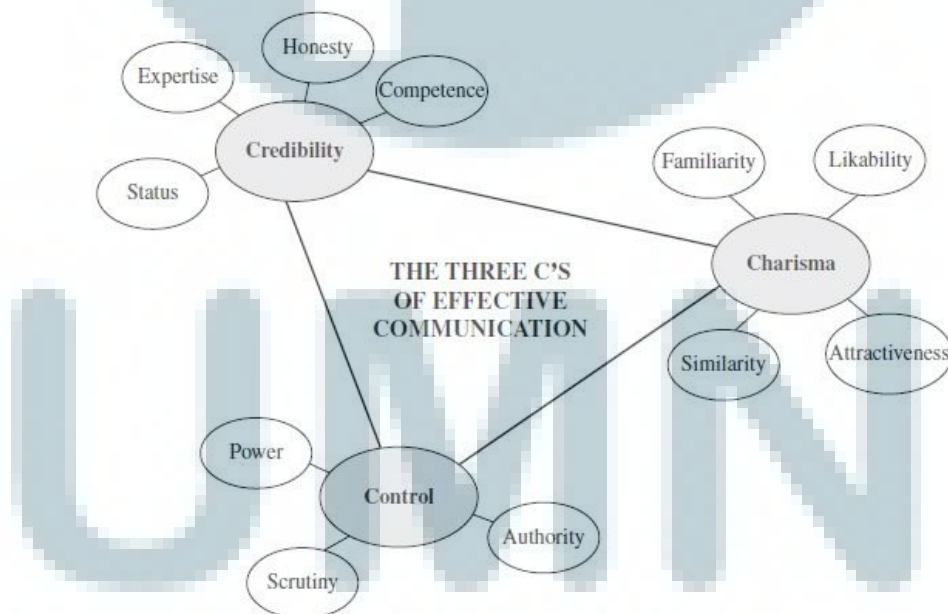 Honesty
Expertise
Competence
Credibility
Status
Familiarity
Likability
Charisma
THE THREE C'S
OF EFFECTIVE
COMMUNICATION
Similarity
Attractiveness
Power
Control
Authority
Scrutiny
UMN